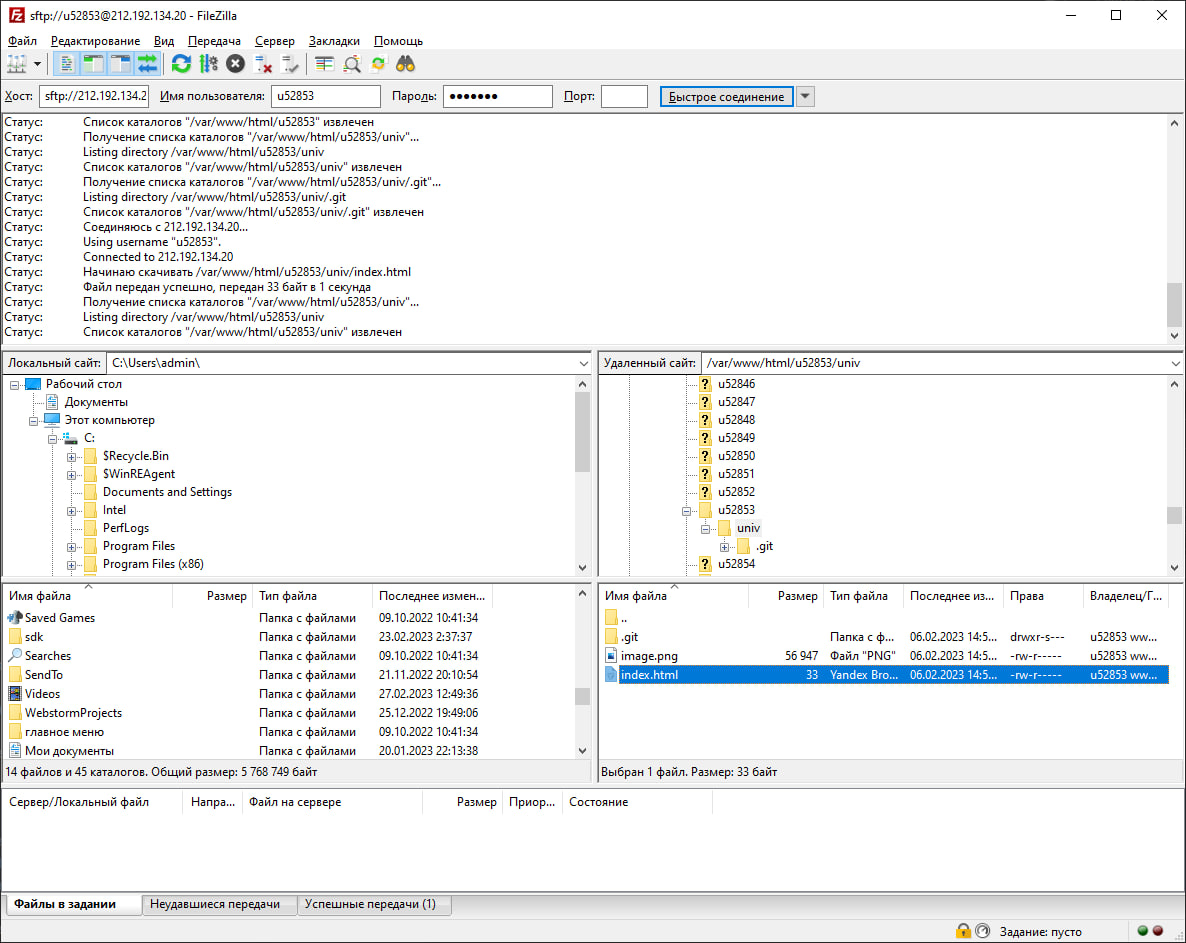 sftp://u52853@212.192.134.20 - FileZilla
Файл Редактирование Вид Передача Сервер Закладки Помощь
Хост: sftp://212.192.134.2 Имя пользователя: u52853 Пароль: ●●●●●●● Порт: Быстрое соединение
Статус: Список каталогов "/var/www/html/u52853" извлечен
Статус: Получение списка каталогов "/var/www/html/u52853/univ"...
Статус: Listing directory /var/www/html/u52853/univ
Статус: Список каталогов "/var/www/html/u52853/univ" извлечен
Статус: Получение списка каталогов "/var/www/html/u52853/univ/.git"...
Статус: Listing directory /var/www/html/u52853/univ/.git
Статус: Список каталогов "/var/www/html/u52853/univ/.git" извлечен
Статус: Соединяюсь с 212.192.134.20...
Статус: Using username "u52853".
Статус: Connected to 212.192.134.20
Статус: Начинаю скачивать /var/www/html/u52853/univ/index.html
Статус: Файл передан успешно, передан 33 байт в 1 секунда
Статус: Получение списка каталогов "/var/www/html/u52853/univ"...
Статус: Listing directory /var/www/html/u52853/univ
Статус: Список каталогов "/var/www/html/u52853/univ" извлечен
Локальный сайт: C:\Users\admin\
Рабочий стол
Документы
Этот компьютер
C:
$Recycle.Bin
$WinREAgent
Documents and Settings
Intel
PerfLogs
Program Files
Program Files (x86)
Имя файла Размер Тип файла Последнее измен...
Saved Games Папка с файлами 09.10.2022 10:41:34
sdk Папка с файлами 23.02.2023 2:37:37
Searches Папка с файлами 09.10.2022 10:41:34
SendTo Папка с файлами 21.11.2022 20:10:54
Videos Папка с файлами 27.02.2023 12:49:36
WebstormProjects Папка с файлами 25.12.2022 19:49:06
главное меню Папка с файлами 09.10.2022 10:41:34
Мои документы Папка с файлами 20.01.2023 22:13:38
14 файлов и 45 каталогов. Общий размер: 5 768 749 байт
Удаленный сайт: /var/www/html/u52853/univ
? u52846
? u52847
? u52848
? u52849
? u52850
? u52851
? u52852
u52853
univ
.git
? u52854
Имя файла Размер Тип файла Последнее из... Права Владелец/Г...
..
.git Папка с ф... 06.02.2023 14:5... drwxr-s--- u52853 ww...
image.png 56 947 Файл "PNG" 06.02.2023 14:5... -rw-r----- u52853 ww...
index.html 33 Yandex Bro... 06.02.2023 14:5... -rw-r----- u52853 ww...
Выбран 1 файл. Размер: 33 байт
Сервер/Локальный файл Напра... Файл на сервере Размер Приор... Состояние
Файлы в задании Неудавшиеся передачи Успешные передачи (1)
Задание: пусто